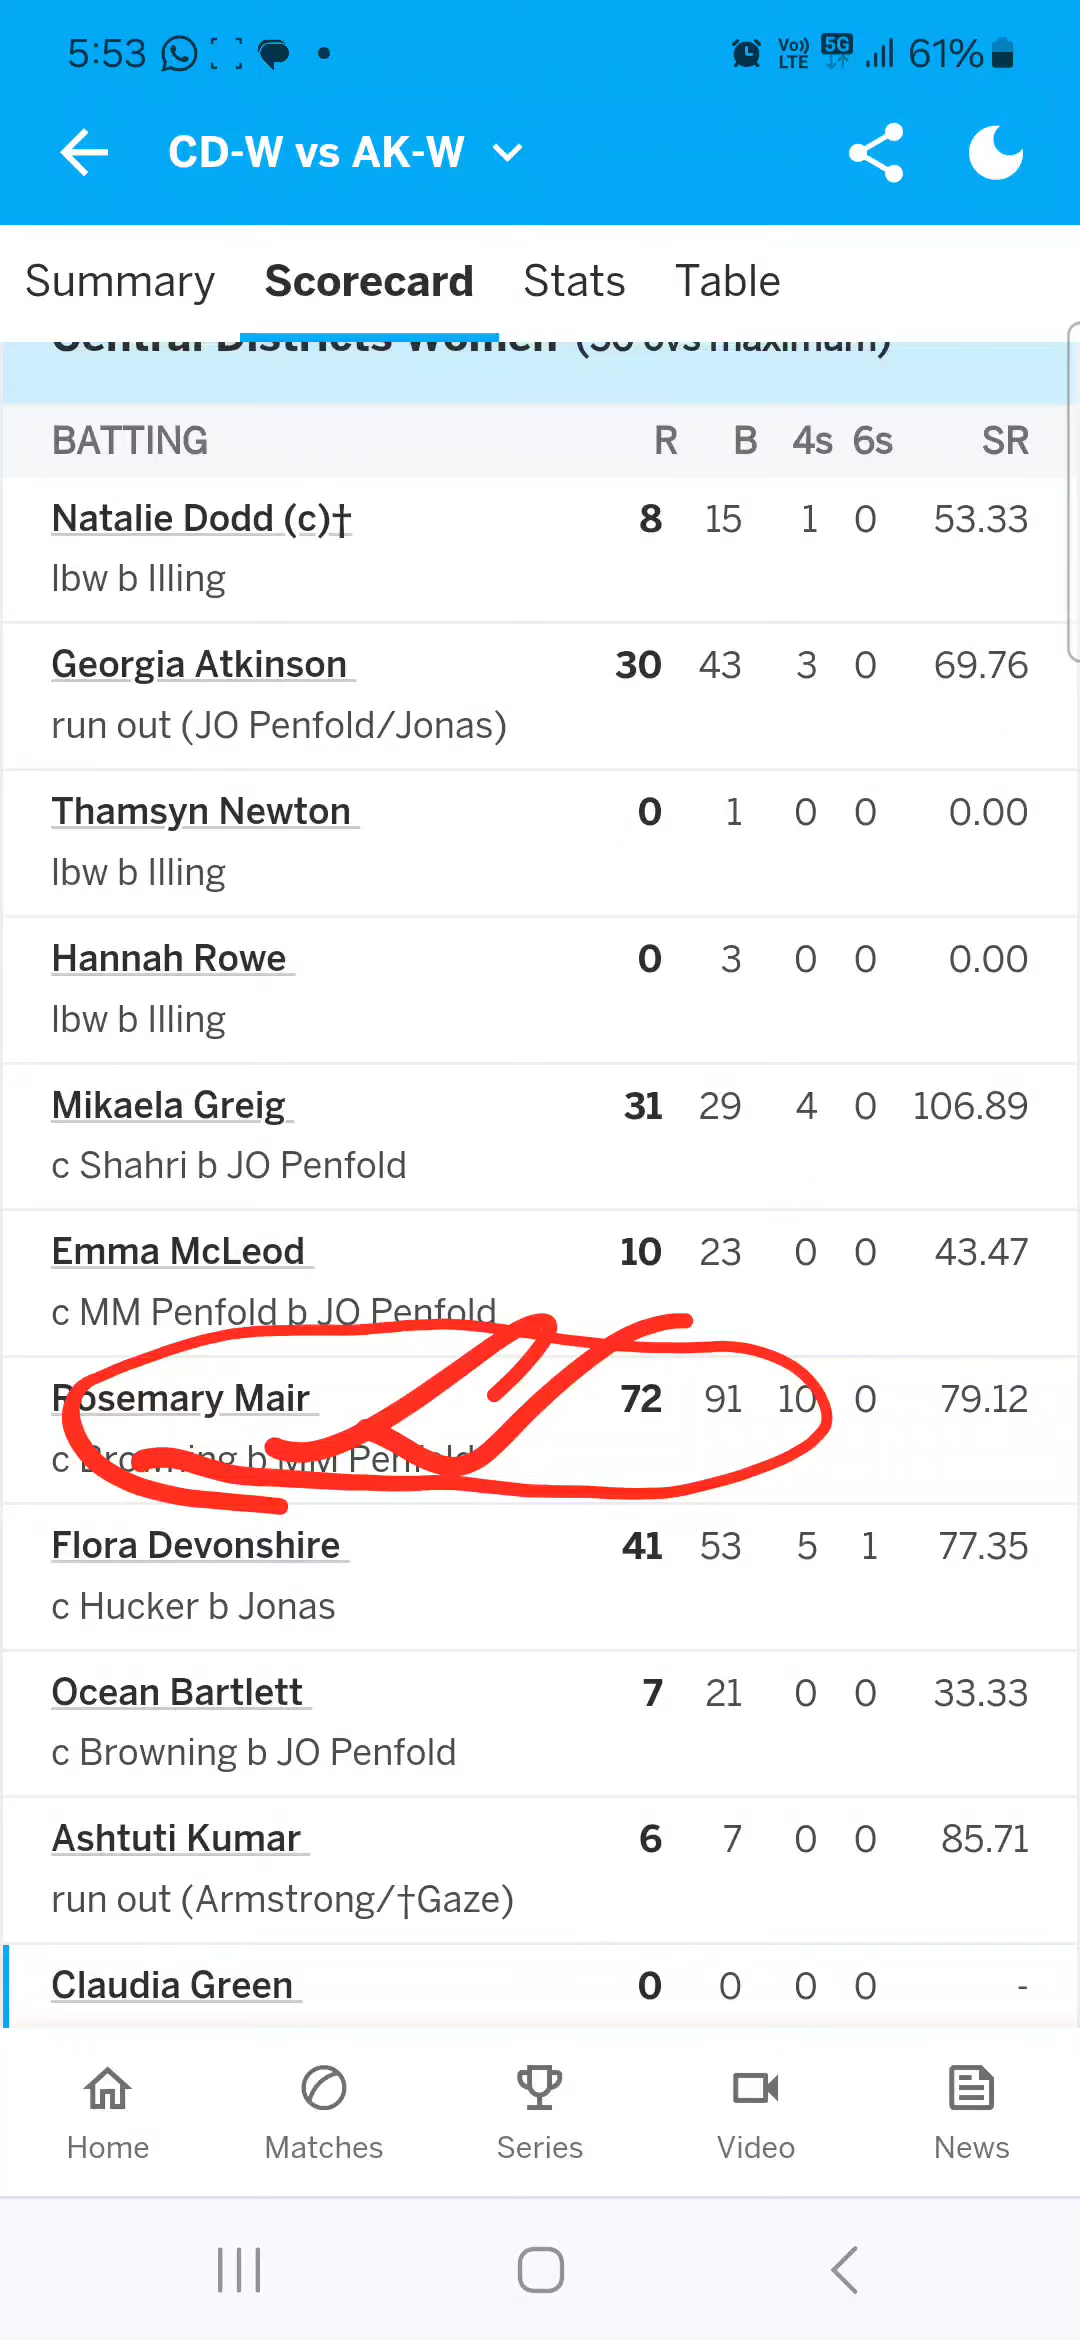 5:53 Vo)) LTE 5G 61%
CD-W vs AK-W
Summary Scorecard Stats Table
Central Districts Women (50 ovs maximum)
BATTING R B 4s 6s SR
Natalie Dodd (c)† 8 15 1 0 53.33
lbw b Illing
Georgia Atkinson 30 43 3 0 69.76
run out (JO Penfold/Jonas)
Thamsyn Newton 0 1 0 0 0.00
lbw b Illing
Hannah Rowe 0 3 0 0 0.00
lbw b Illing
Mikaela Greig 31 29 4 0 106.89
c Shahri b JO Penfold
Emma McLeod 10 23 0 0 43.47
c MM Penfold b JO Penfold
Rosemary Mair 72 91 10 0 79.12
c Browning b MM Penfold
Flora Devonshire 41 53 5 1 77.35
c Hucker b Jonas
Ocean Bartlett 7 21 0 0 33.33
c Browning b JO Penfold
Ashtuti Kumar 6 7 0 0 85.71
run out (Armstrong/†Gaze)
Claudia Green 0 0 0 0 -
Home Matches Series Video News